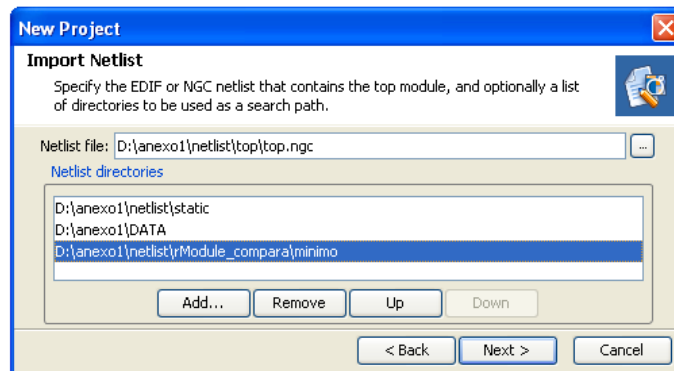 New Project
Import Netlist
Specify the EDIF or NGC netlist that contains the top module, and optionally a list
of directories to be used as a search path.
Netlist file: D:\anexo1\netlist\top\top.ngc ...
Netlist directories
D:\anexo1\netlist\static
D:\anexo1\DATA
D:\anexo1\netlist\rModule_compara\minimo
Add... Remove Up Down
< Back Next > Cancel